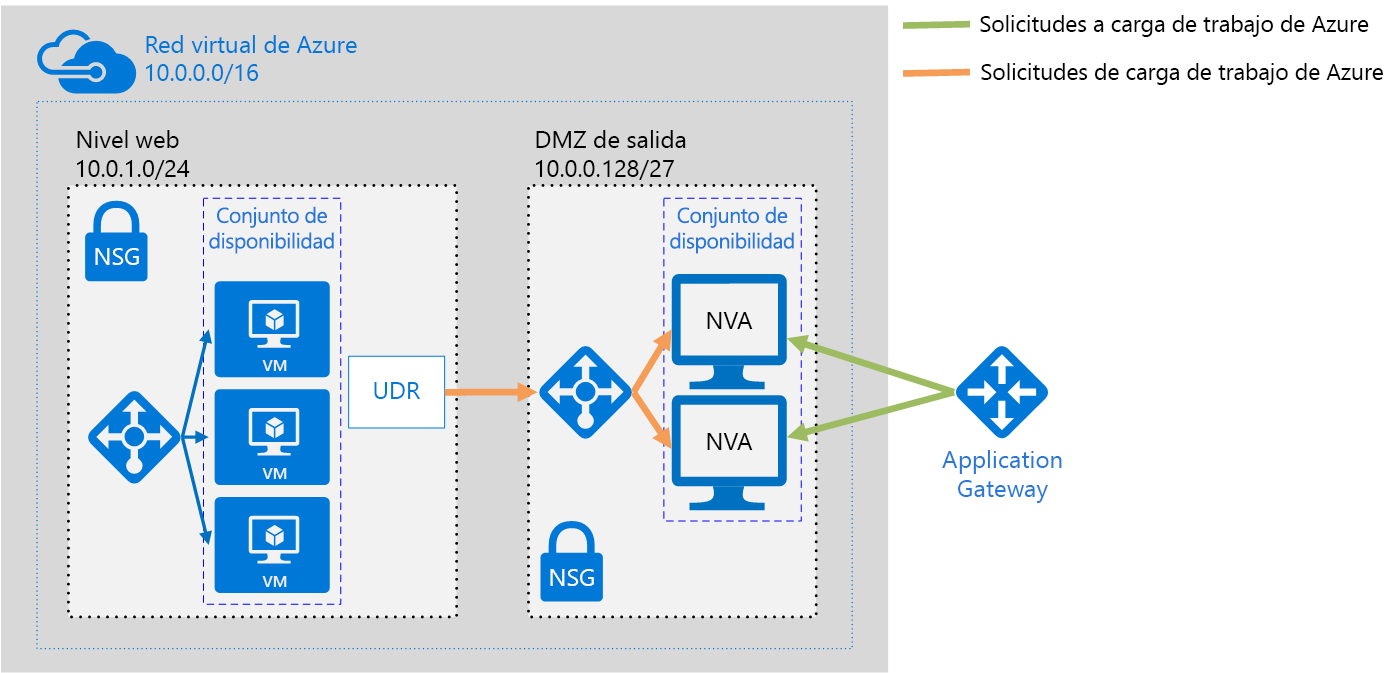 Red virtual de Azure
10.0.0.0/16
Solicitudes a carga de trabajo de Azure
Solicitudes de carga de trabajo de Azure
Nivel web
10.0.1.0/24
NSG
Conjunto de
disponibilidad
VM
VM
VM
UDR
DMZ de salida
10.0.0.128/27
Conjunto de
disponibilidad
NVA
NVA
NSG
Application
Gateway